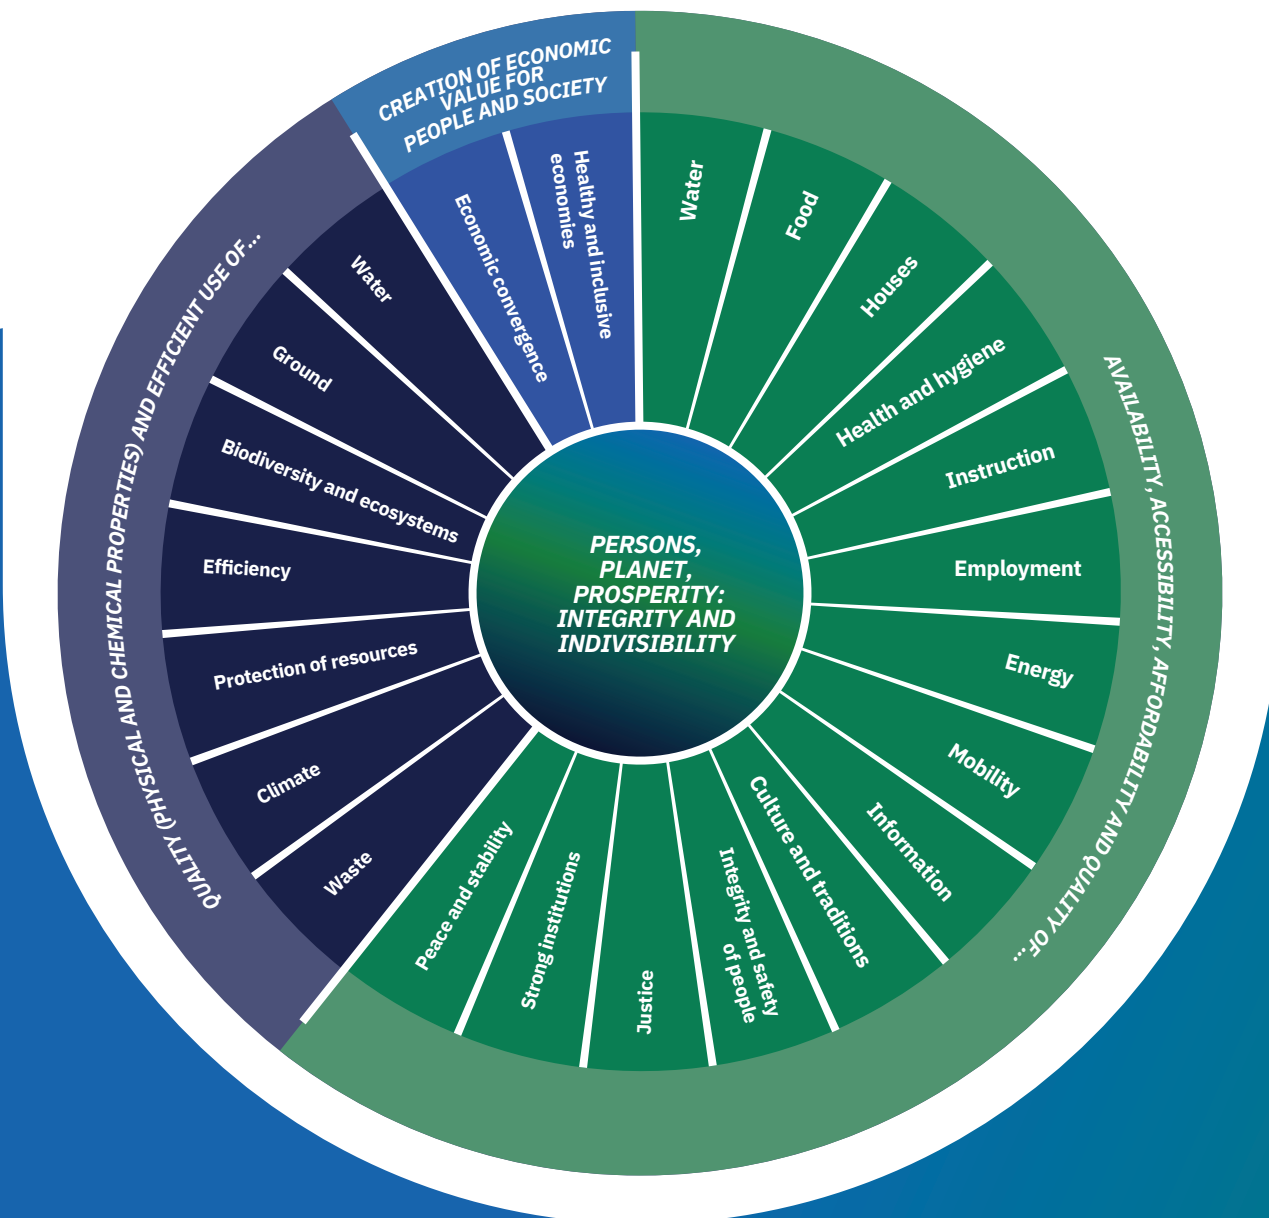 CREATION OF ECONOMIC
VALUE FOR
PEOPLE AND SOCIETY
Economic convergence
Healthy and inclusive
economies
AVAILABILITY, ACCESSIBILITY, AFFORDABILITY AND QUALITY OF...
Water
Food
Houses
Health and hygiene
Instruction
Employment
Energy
Mobility
Information
Culture and traditions
Integrity and safety
of people
Justice
Strong institutions
Peace and stability
QUALITY (PHYSICAL AND CHEMICAL PROPERTIES) AND EFFICIENT USE OF...
Waste
Climate
Protection of resources
Efficiency
Biodiversity and ecosystems
Ground
Water
PERSONS,
PLANET,
PROSPERITY:
INTEGRITY AND
INDIVISIBILITY